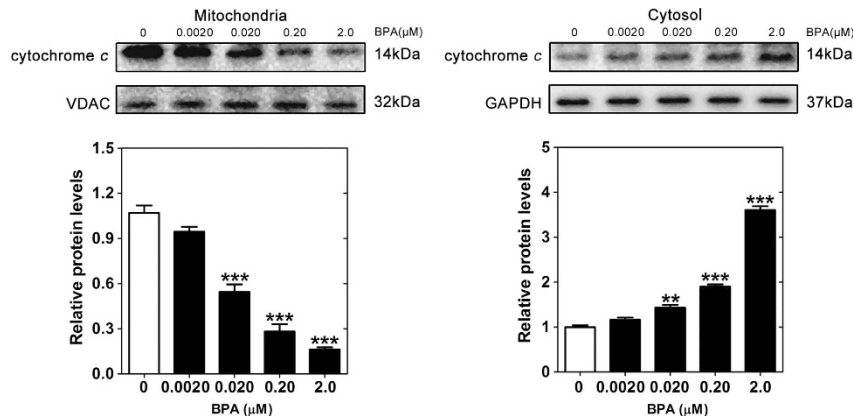 Mitochondria
0 0.0020 0.020 0.20 2.0 BPA(μM)
cytochrome c 14kDa
VDAC 32kDa
Relative protein levels
1.5
1.2
0.9
0.6
0.3
0.0
***
***
***
0 0.0020 0.020 0.20 2.0
BPA (μM)
Cytosol
0 0.0020 0.020 0.20 2.0 BPA(μM)
cytochrome c 14kDa
GAPDH 37kDa
Relative protein levels
5
4
3
2
1
0
**
***
***
0 0.0020 0.020 0.20 2.0
BPA (μM)